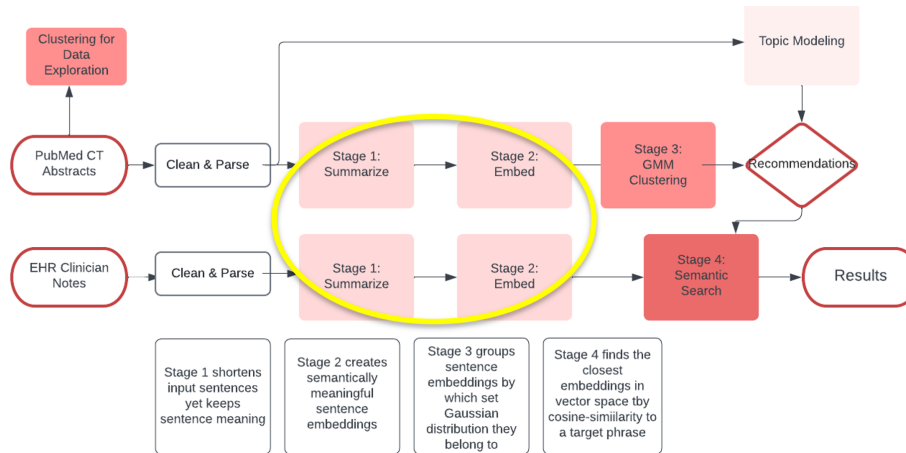 Clustering for
Data
Exploration
Topic Modeling
PubMed CT
Abstracts
Clean & Parse
Stage 1:
Summarize
Stage 2:
Embed
Stage 3:
GMM
Clustering
Recommendations
EHR Clinician
Notes
Clean & Parse
Stage 1:
Summarize
Stage 2:
Embed
Stage 4:
Semantic
Search
Results
Stage 1 shortens
input sentences
yet keeps
sentence meaning
Stage 2 creates
semantically
meaningful
sentence
embeddings
Stage 3 groups
sentence
embeddings by
which set
Gaussian
distribution they
belong to
Stage 4 finds the
closest
embeddings in
vector space tby
cosine-simiilarity to
a target phrase